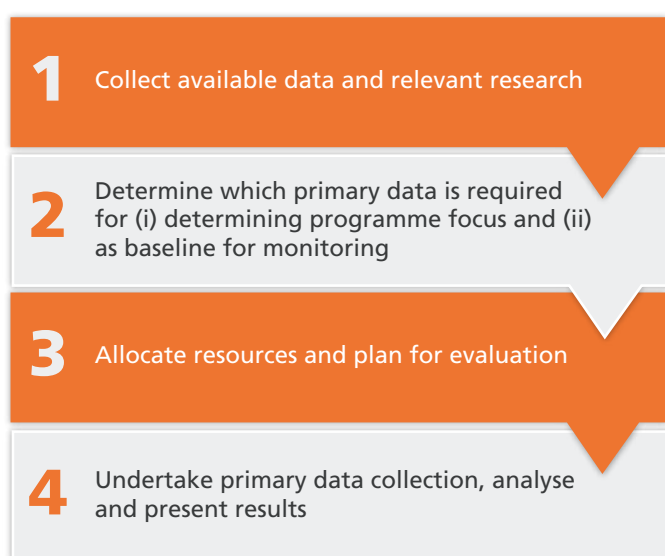 1
Collect available data and relevant research
2
Determine which primary data is required
for (i) determining programme focus and (ii)
as baseline for monitoring
3
Allocate resources and plan for evaluation
4
Undertake primary data collection, analyse
and present results